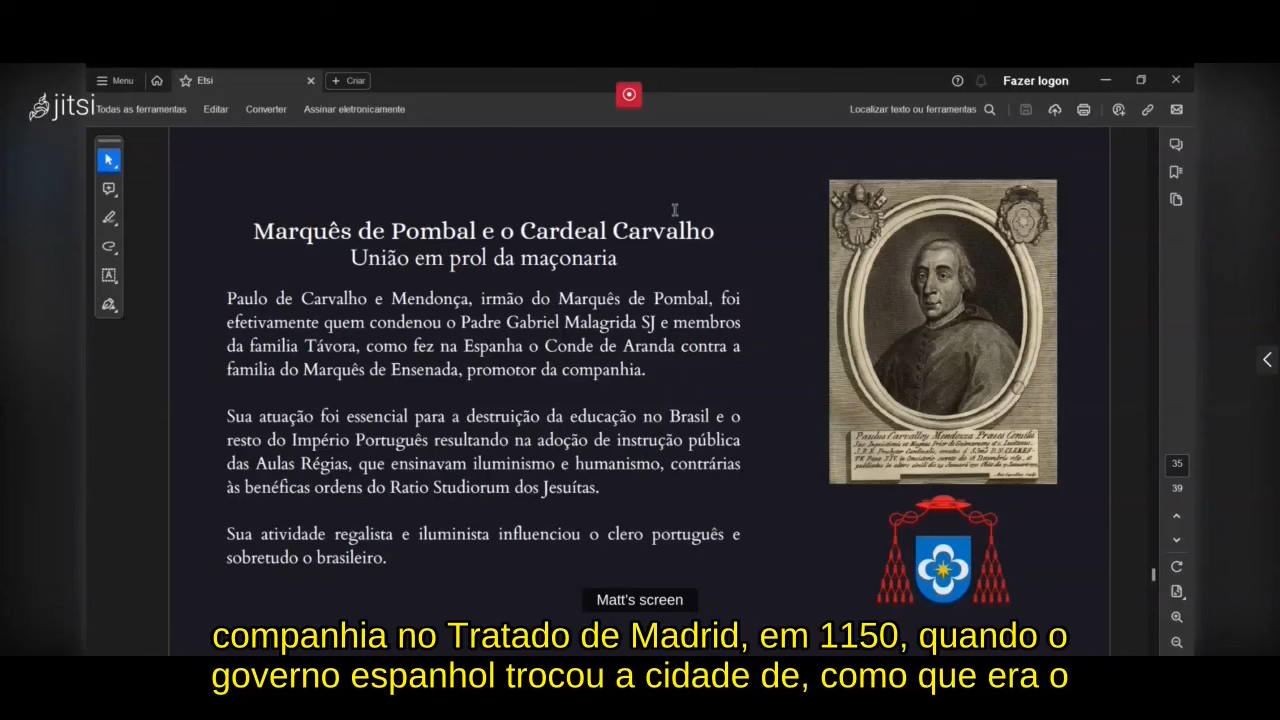 Menu
Etsi
Criar
Fazer logon
jitsi
Todas as ferramentas
Editar
Converter
Assinar eletronicamente
Localizar texto ou ferramentas
Marquês de Pombal e o Cardeal Carvalho
União em prol da maçonaria
Paulo de Carvalho e Mendonça, irmão do Marquês de Pombal, foi
efetivamente quem condenou o Padre Gabriel Malagrida SJ e membros
da familia Távora, como fez na Espanha o Conde de Aranda contra a
familia do Marquês de Ensenada, promotor da companhia.
Sua atuação foi essencial para a destruição da educação no Brasil e o
resto do Império Português resultando na adoção de instrução pública
das Aulas Régias, que ensinavam iluminismo e humanismo, contrárias
às benéficas ordens do Ratio Studiorum dos Jesuítas.
Sua atividade regalista e iluminista influenciou o clero português e
sobretudo o brasileiro.
Paulus Carvallos Mendozza
35
39
Matt's screen
companhia no Tratado de Madrid, em 1150, quando o
governo espanhol trocou a cidade de, como que era o